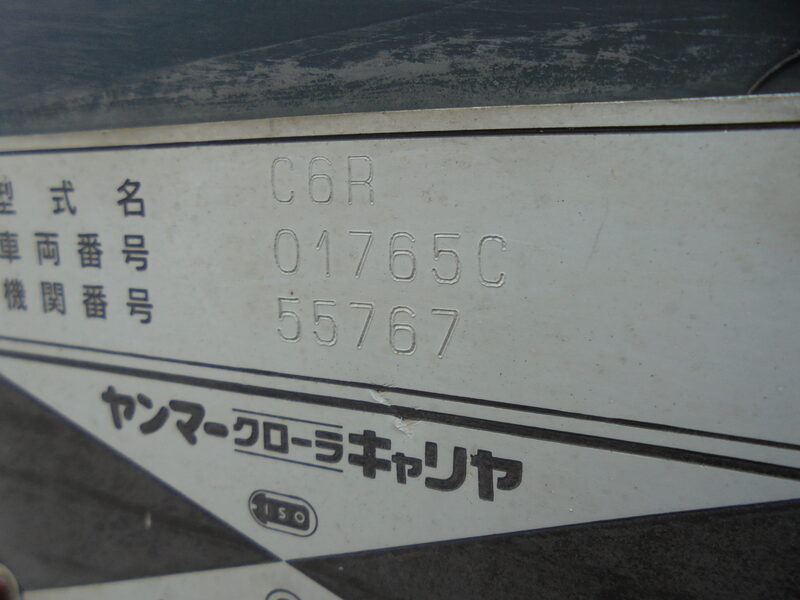 型式名 C6R
車両番号 01765C
機関番号 55767
ヤンマークローラキャリヤ
ISO